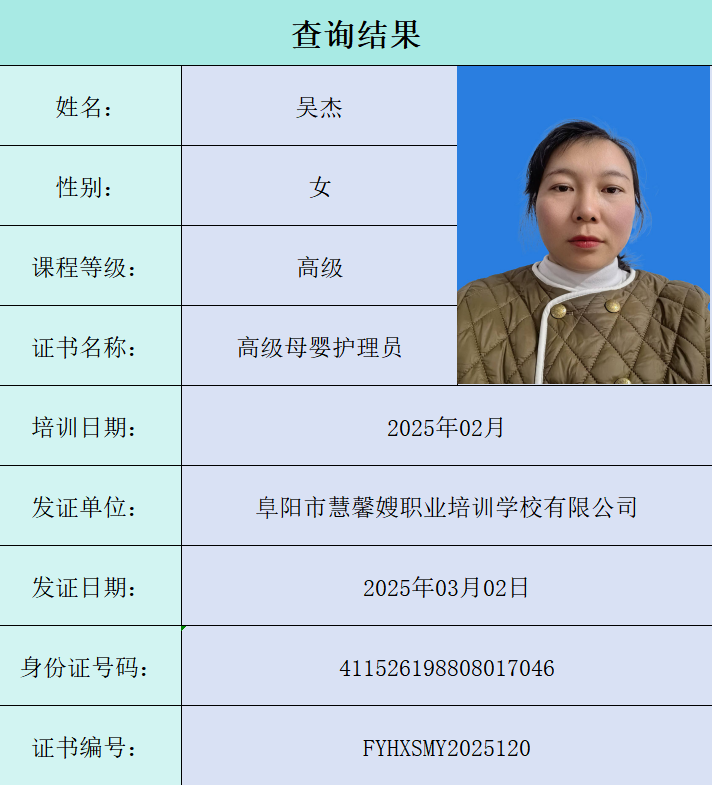 查询结果
姓名： 吴杰
性别： 女
课程等级： 高级
证书名称： 高级母婴护理员
培训日期： 2025年02月
发证单位： 阜阳市慧馨嫂职业培训学校有限公司
发证日期： 2025年03月02日
身份证号码： 411526198808017046
证书编号： FYHXSMY2025120